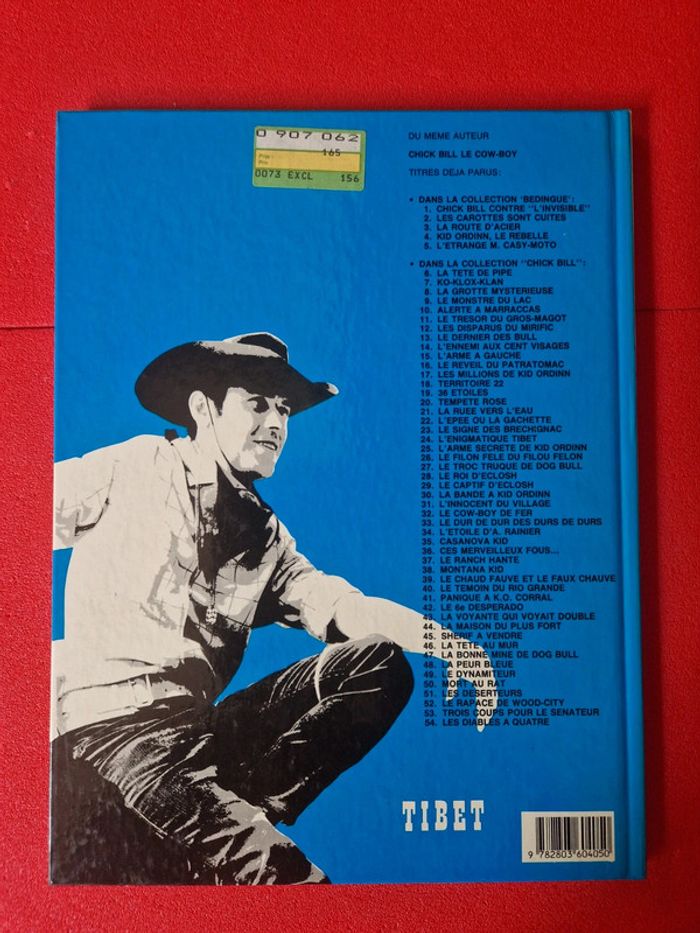 0 907 062
Prijs:
165
Prix
0073 EXCL 156
DU MEME AUTEUR
CHICK BILL LE COW-BOY
TITRES DEJA PARUS:
• DANS LA COLLECTION 'BEDINGUE':
1. CHICK BILL CONTRE "L'INVISIBLE"
2. LES CAROTTES SONT CUITES
3. LA ROUTE D'ACIER
4. KID ORDINN, LE REBELLE
5. L'ETRANGE M. CASY-MOTO
• DANS LA COLLECTION "CHICK BILL":
6. LA TETE DE PIPE
7. KO-KLOX-KLAN
8. LA GROTTE MYSTERIEUSE
9. LE MONSTRE DU LAC
10. ALERTE A MARRACCAS
11. LE TRESOR DU GROS-MAGOT
12. LES DISPARUS DU MIRIFIC
13. LE DERNIER DES BULL
14. L'ENNEMI AUX CENT VISAGES
15. L'ARME A GAUCHE
16. LE REVEIL DU PATRATOMAC
17. LES MILLIONS DE KID ORDINN
18. TERRITOIRE 22
19. 36 ETOILES
20. TEMPETE ROSE
21. LA RUEE VERS L'EAU
22. L'EPEE OU LA GACHETTE
23. LE SIGNE DES BRECHIGNAC
24. L'ENIGMATIQUE TIBET
25. L'ARME SECRETE DE KID ORDINN
26. LE FILON FELE DU FILOU FELON
27. LE TROC TRUQUE DE DOG BULL
28. LE ROI D'ECLOSH
29. LE CAPTIF D'ECLOSH
30. LA BANDE A KID ORDINN
31. L'INNOCENT DU VILLAGE
32. LE COW-BOY DE FER
33. LE DUR DE DUR DES DURS DE DURS
34. L'ETOILE D'A. RAINIER
35. CASANOVA KID
36. CES MERVEILLEUX FOUS...
37. LE RANCH HANTE
38. MONTANA KID
39. LE CHAUD FAUVE ET LE FAUX CHAUVE
40. LE TEMOIN DU RIO GRANDE
41. PANIQUE A K.O. CORRAL
42. LE 6e DESPERADO
43. LA VOYANTE QUI VOYAIT DOUBLE
44. LA MAISON DU PLUS FORT
45. SHERIF A VENDRE
46. LA TETE AU MUR
47. LA BONNE MINE DE DOG BULL
48. LA PEUR BLEUE
49. LE DYNAMITEUR
50. MORT AU RAT
51. LES DESERTEURS
52. LE RAPACE DE WOOD-CITY
53. TROIS COUPS POUR LE SENATEUR
54. LES DIABLES A QUATRE
TIBET
9 782803 604050